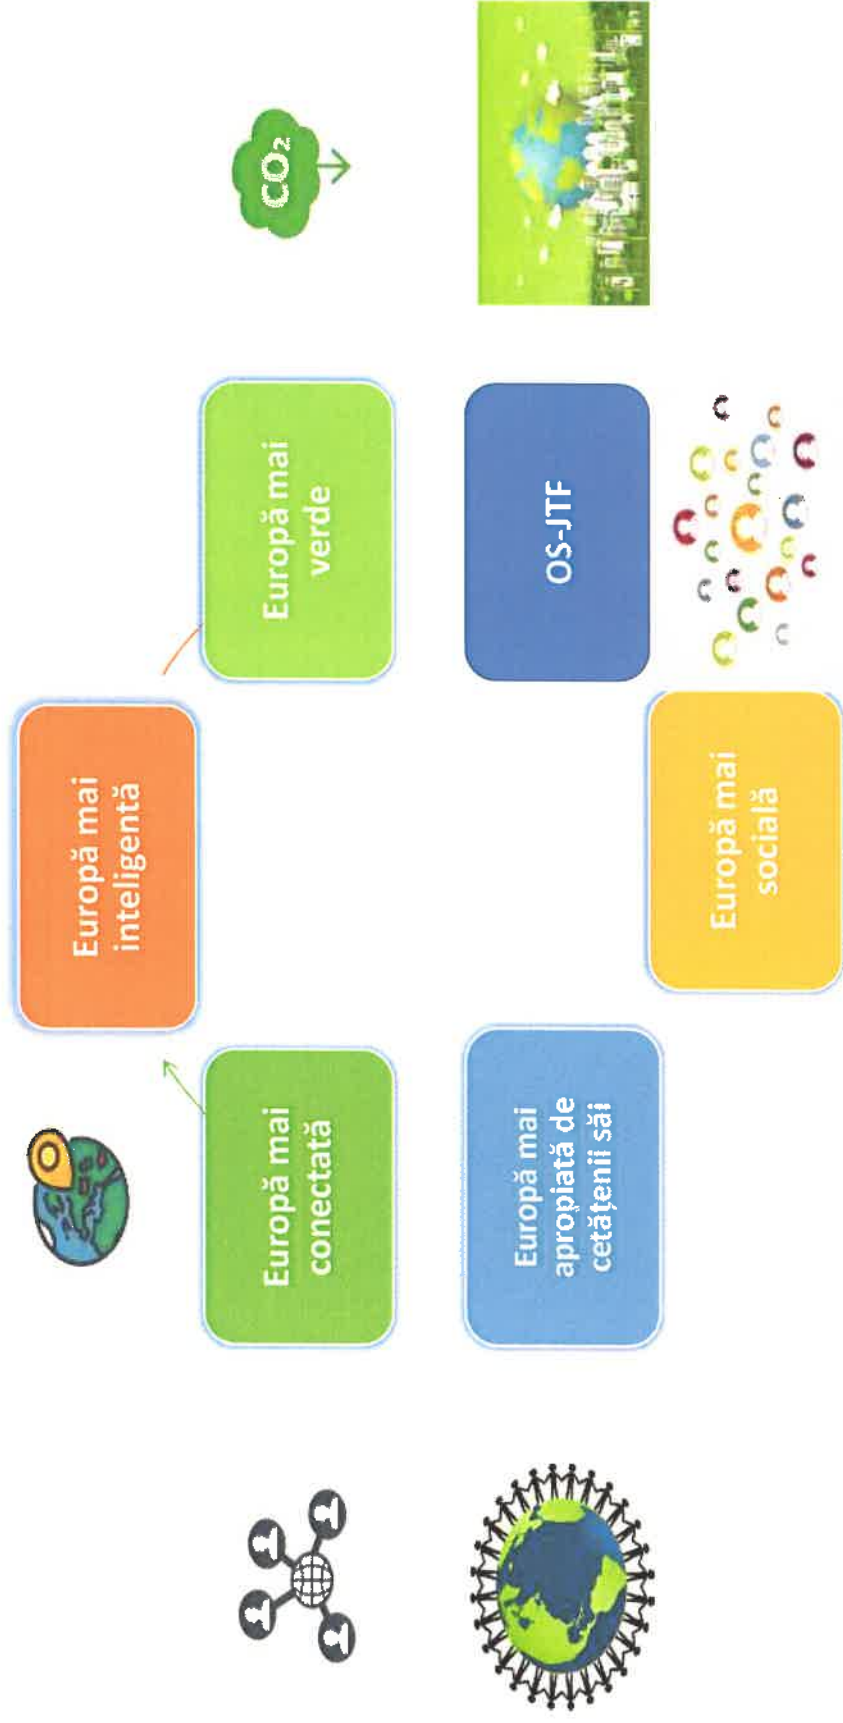 Europă mai
inteligentă
Europă mai
conectată
Europă mai
verde
CO₂
Europă mai
apropiată de
cetățenii săi
OS-JTF
Europă mai
socială